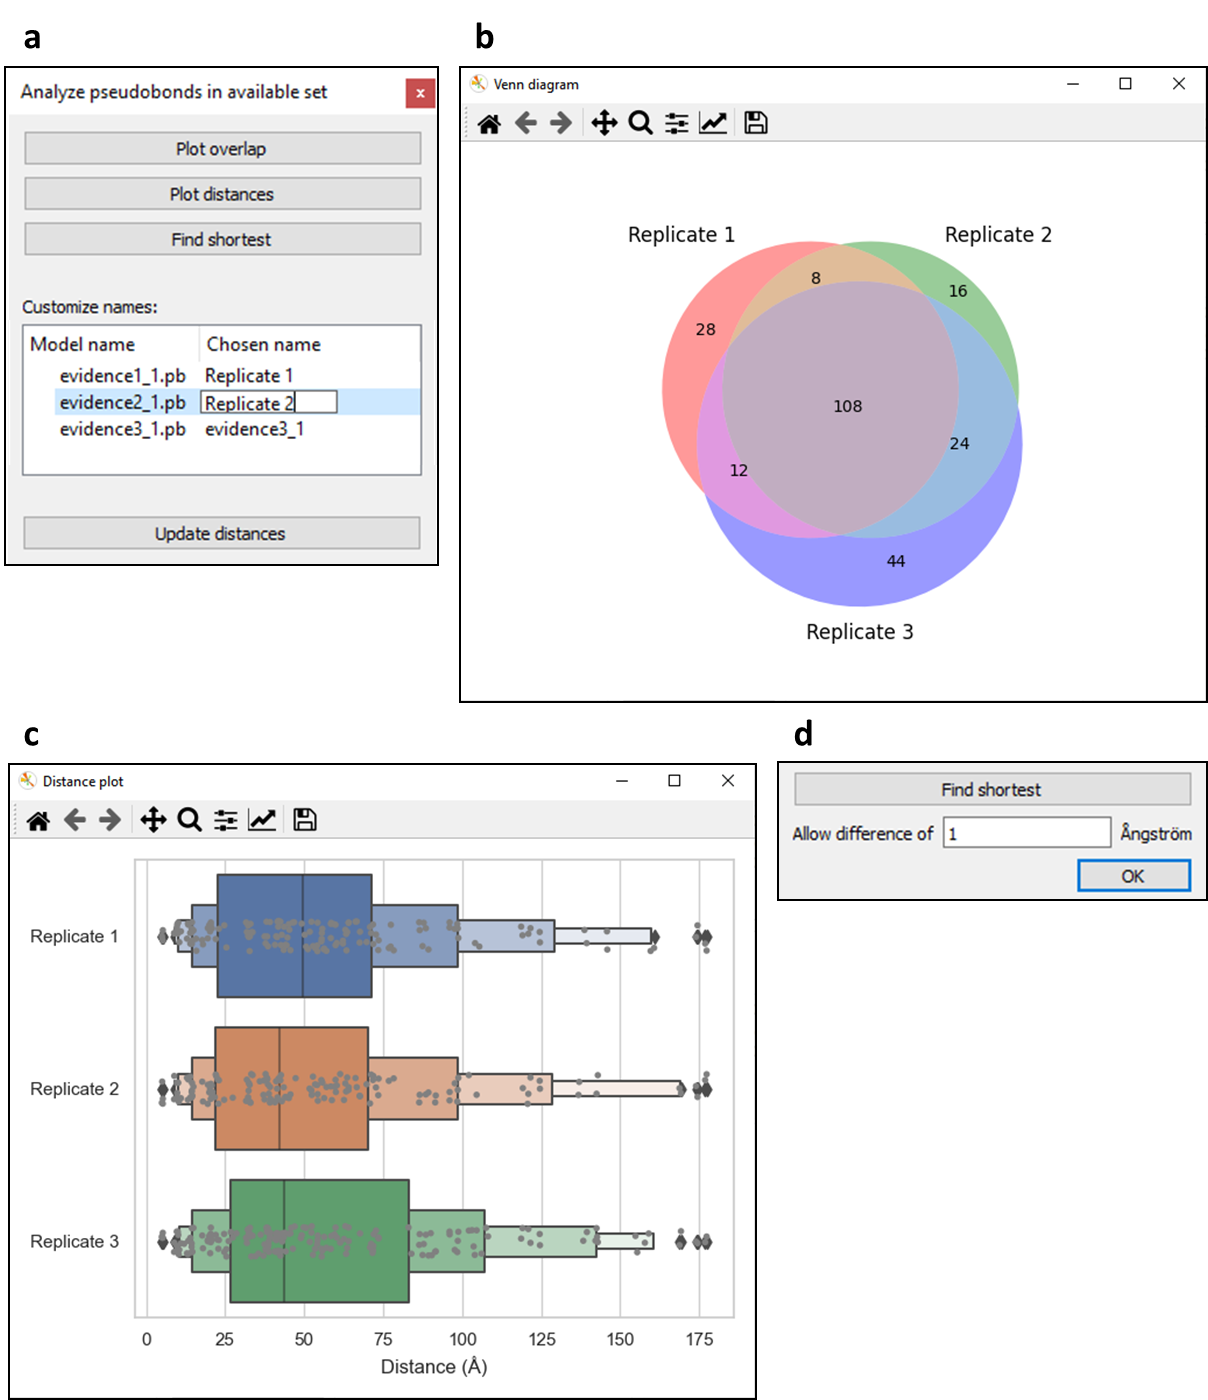 a
Analyze pseudobonds in available set
x
Plot overlap
Plot distances
Find shortest
Customize names:
Model name Chosen name
evidence1_1.pb Replicate 1
evidence2_1.pb Replicate 2
evidence3_1.pb evidence3_1
Update distances
b
Venn diagram
Replicate 1 Replicate 2
8
16
28
108
24
12
44
Replicate 3
c
Distance plot
Replicate 1
Replicate 2
Replicate 3
0 25 50 75 100 125 150 175
Distance (Å)
d
Find shortest
Allow difference of 1 Ångström
OK